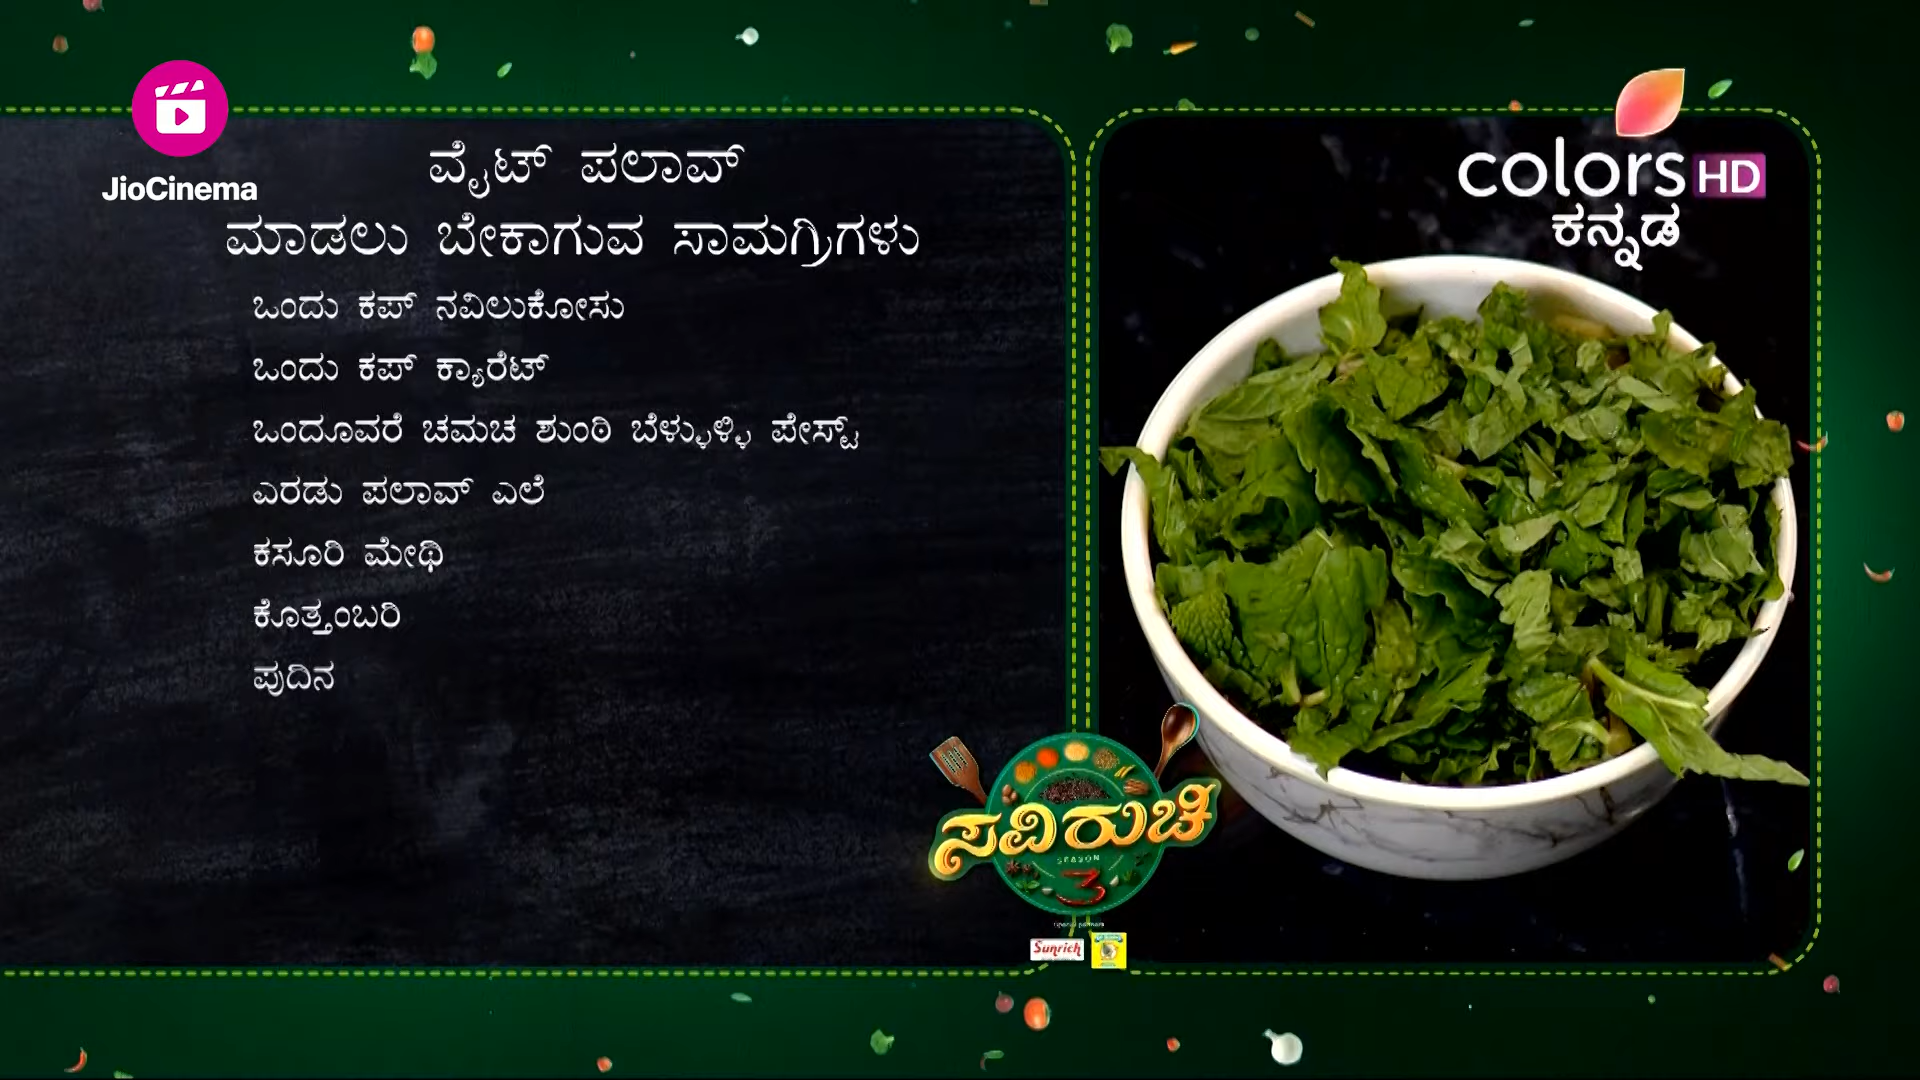 JioCinema
ವೈಟ್ ಪಲಾವ್
ಮಾಡಲು ಬೇಕಾಗುವ ಸಾಮಗ್ರಿಗಳು
ಒಂದು ಕಪ್ ನವಿಲುಕೋಸು
ಒಂದು ಕಪ್ ಕ್ಯಾರೆಟ್
ಒಂದೂವರೆ ಚಮಚ ಶುಂಠಿ ಬೆಳ್ಳುಳ್ಳಿ ಪೇಸ್ಟ್
ಎರಡು ಪಲಾವ್ ಎಲೆ
ಕಸೂರಿ ಮೇಥಿ
ಕೊತ್ತಂಬರಿ
ಪುದಿನ
colors HD
ಕನ್ನಡ
ಸವಿರುಚಿ
SEASON
3
Sunrich